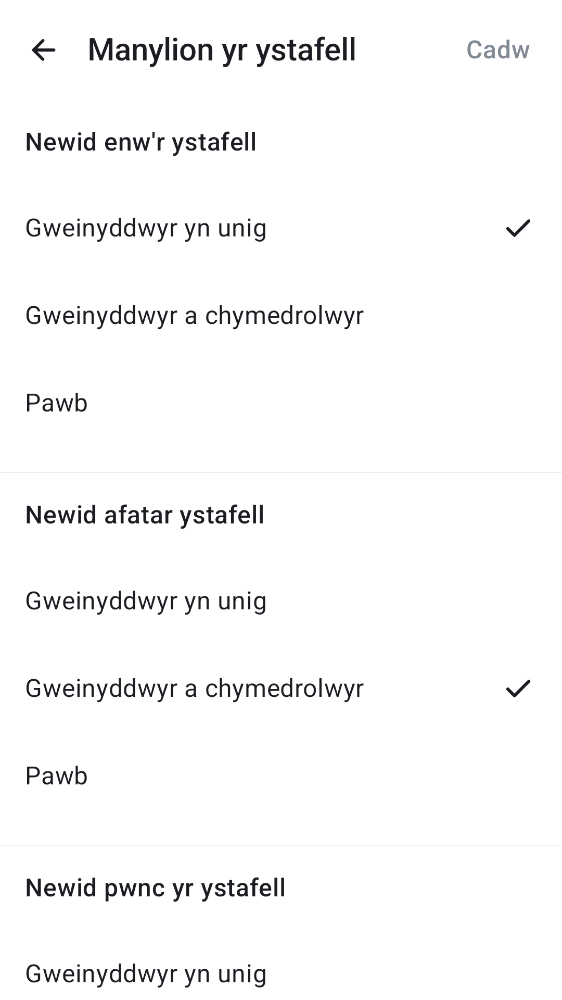 Manylion yr ystafell
Cadw
Newid enw'r ystafell
Gweinyddwyr yn unig
Gweinyddwyr a chymedrolwyr
Pawb
Newid afatar ystafell
Gweinyddwyr yn unig
Gweinyddwyr a chymedrolwyr
Pawb
Newid pwnc yr ystafell
Gweinyddwyr yn unig